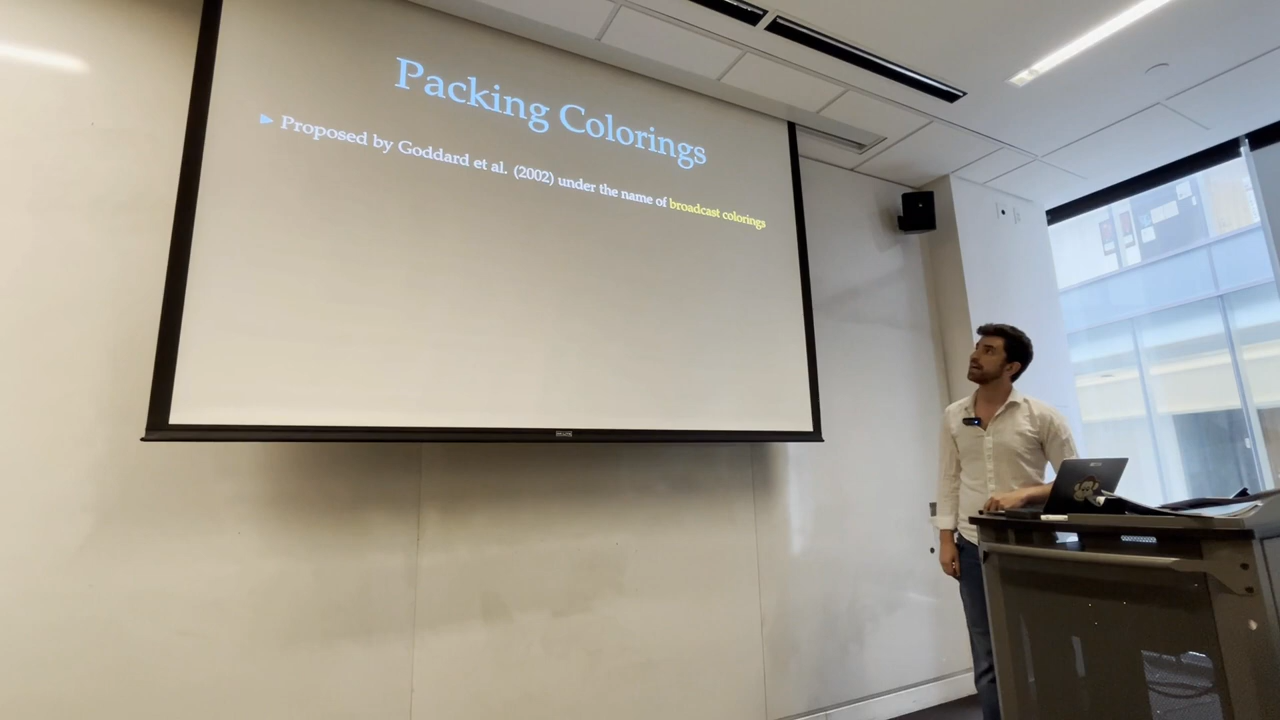 Packing Colorings
▶ Proposed by Goddard et al. (2002) under the name of broadcast colorings